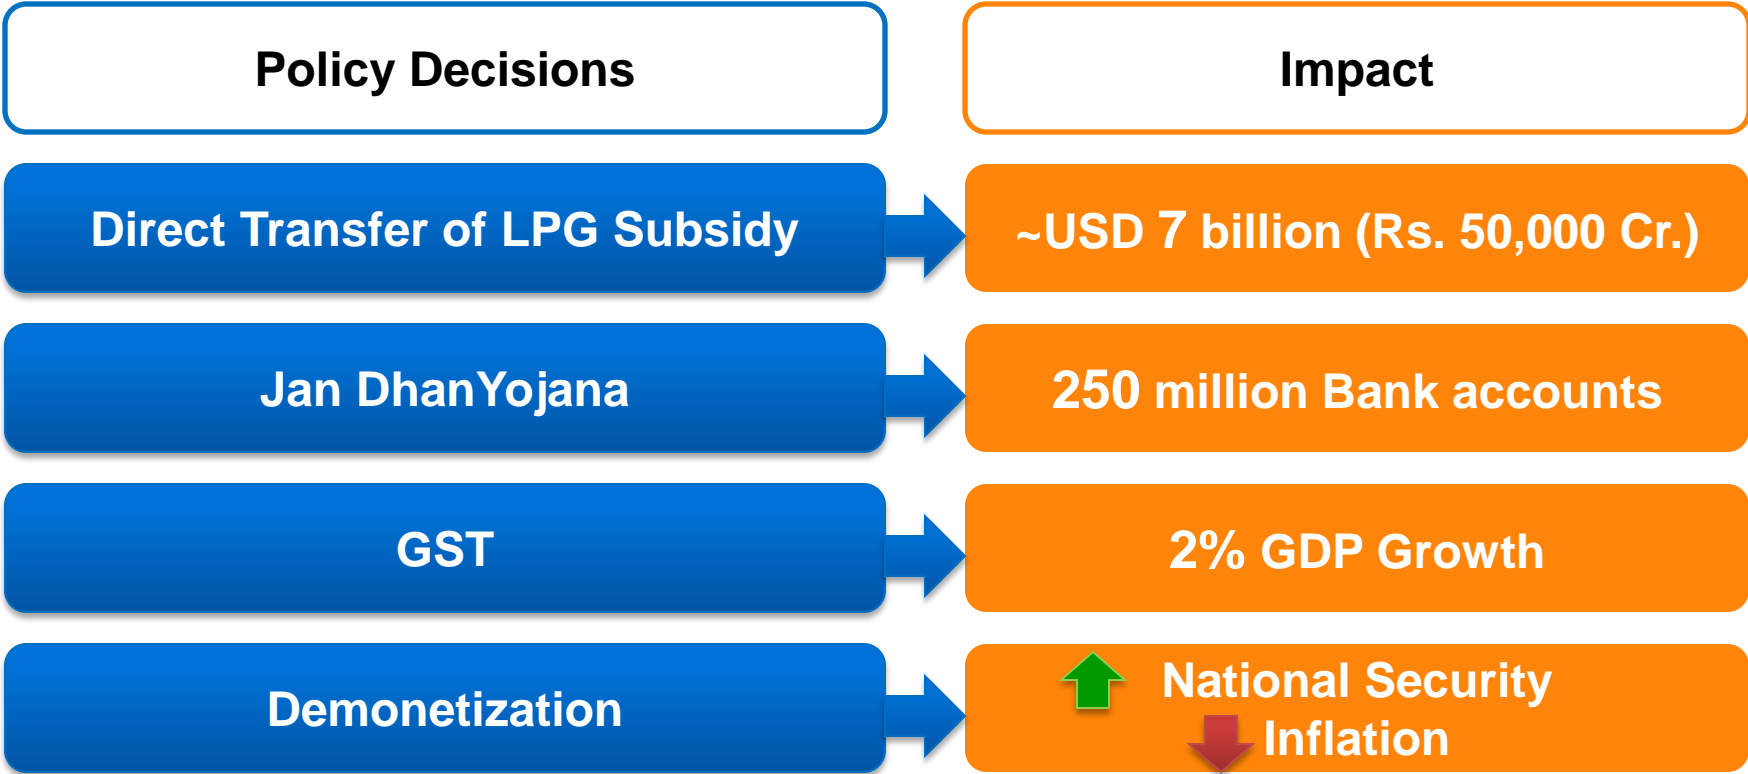 Policy Decisions
Impact
Direct Transfer of LPG Subsidy
~USD 7 billion (Rs. 50,000 Cr.)
Jan DhanYojana
250 million Bank accounts
GST
2% GDP Growth
Demonetization
National Security
Inflation